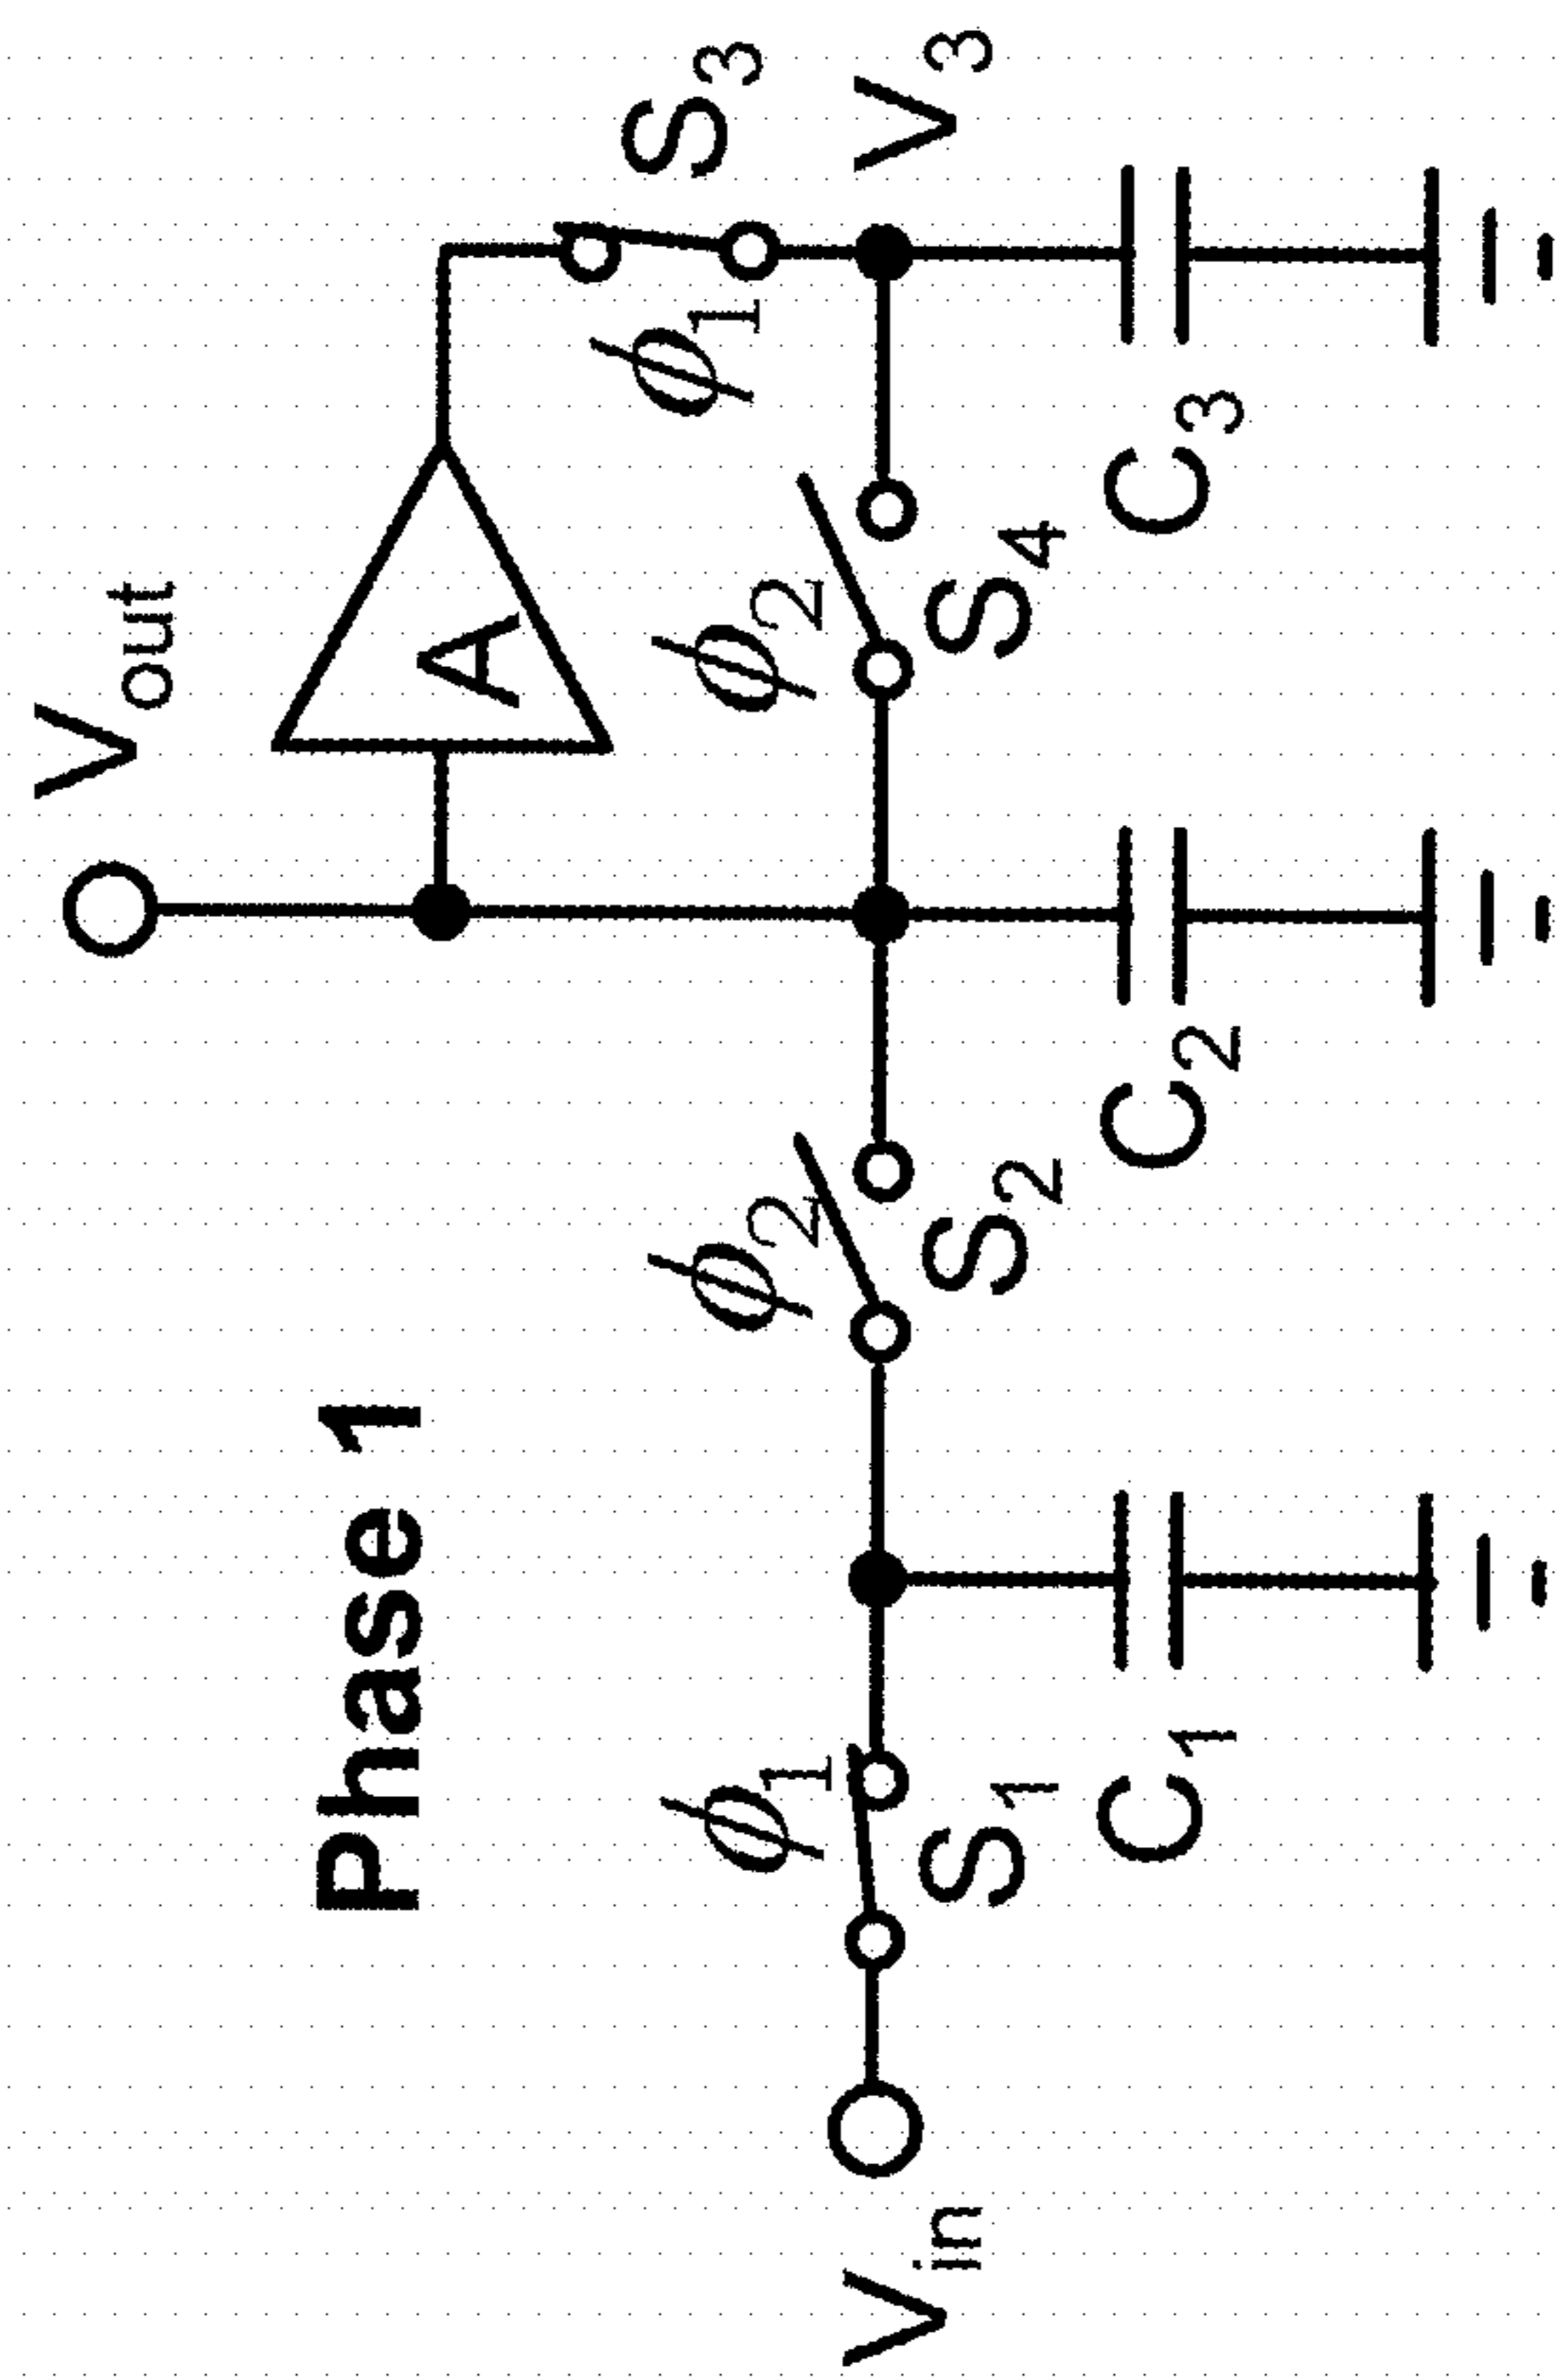 V_out
Phase 1
A
S_3
ϕ_1
ϕ_1
ϕ_2
ϕ_2
V_3
V_in
S_1
S_2
S_4
C_1
C_2
C_3